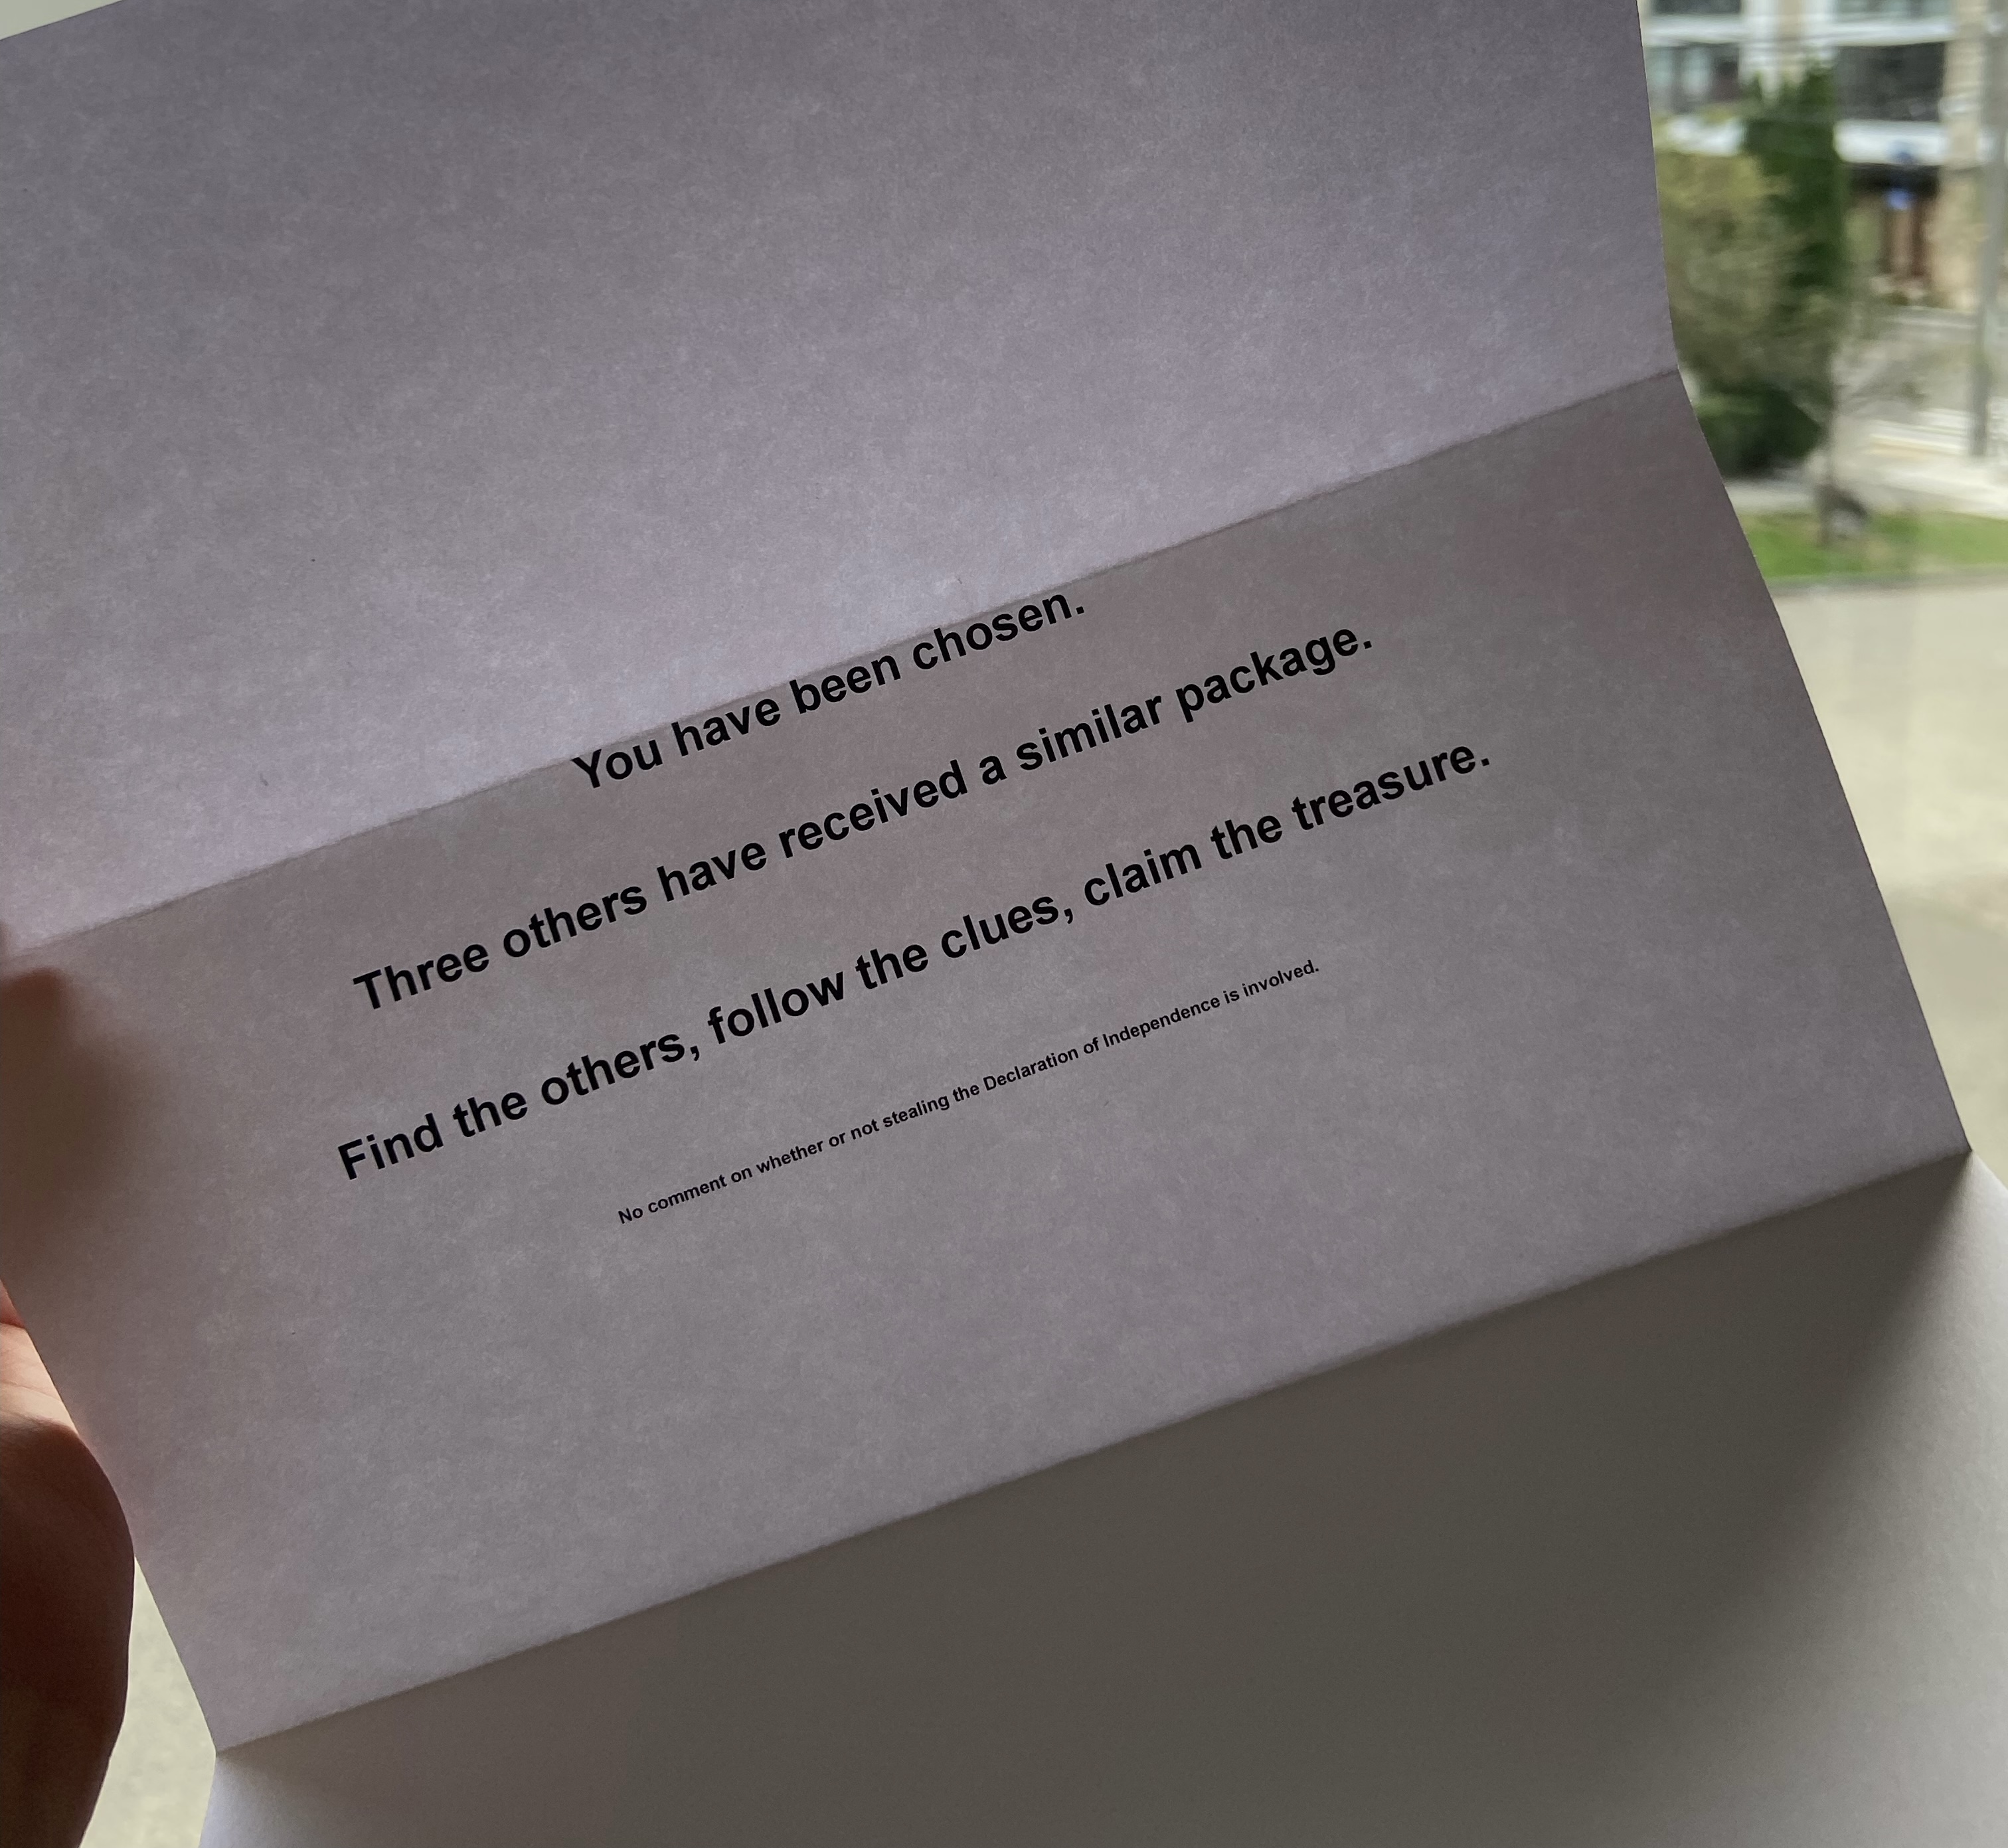 You have been chosen.
Three others have received a similar package.
Find the others, follow the clues, claim the treasure.
No comment on whether or not stealing the Declaration of Independence is involved.